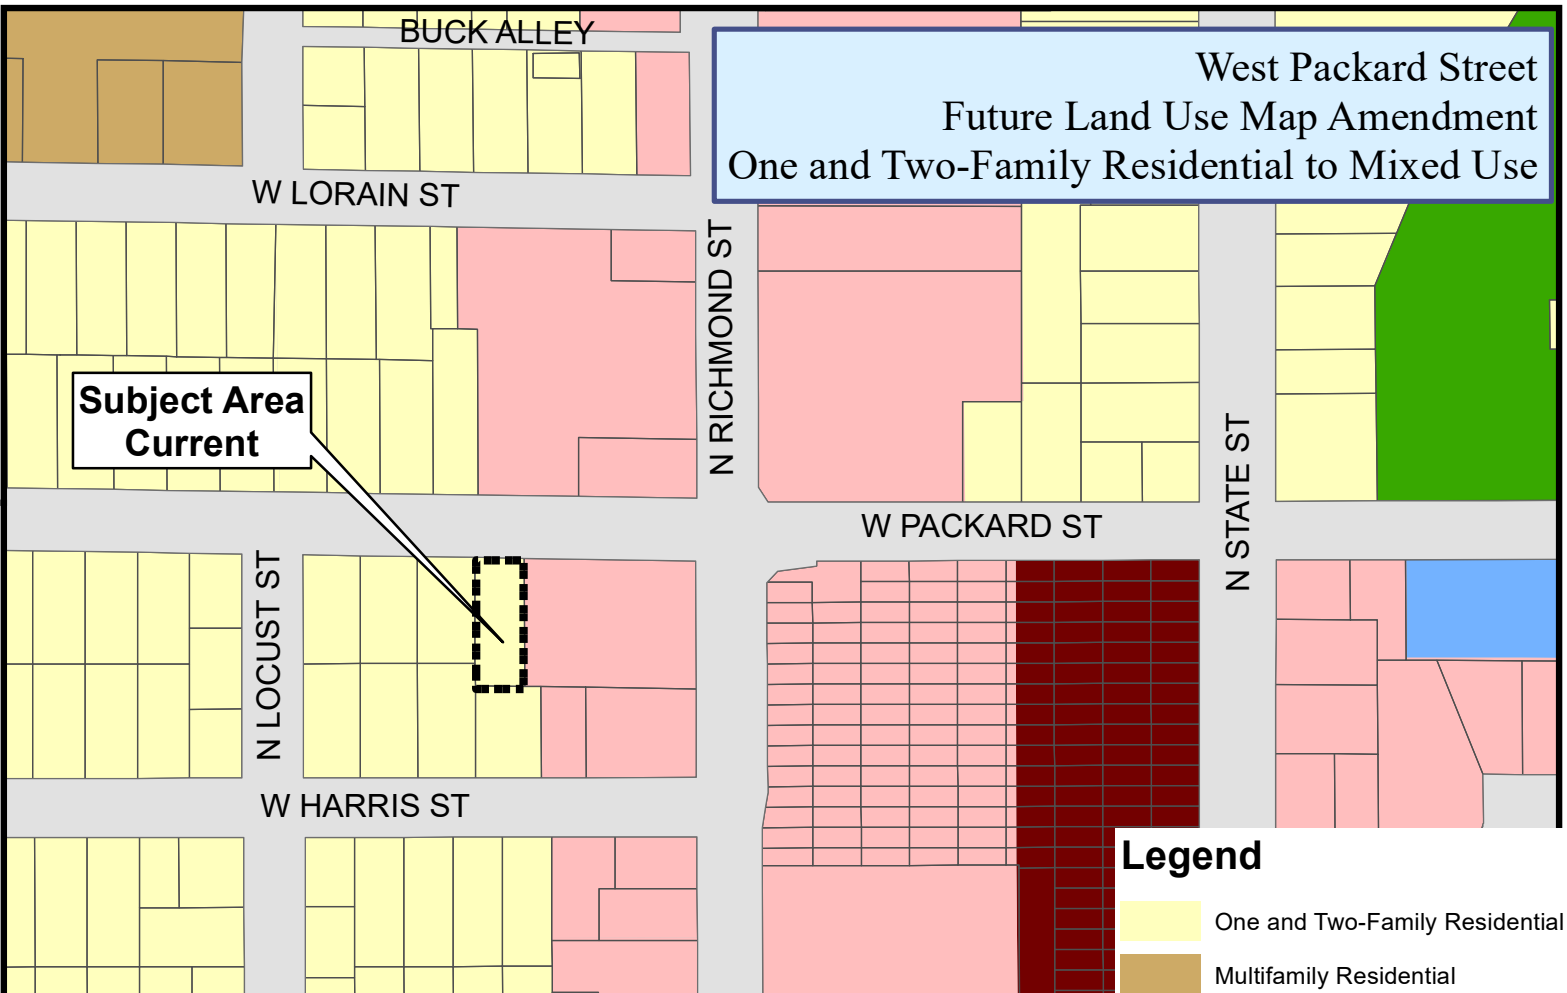 BUCK ALLEY
West Packard Street
Future Land Use Map Amendment
One and Two-Family Residential to Mixed Use
W LORAIN ST
N RICHMOND ST
Subject Area
Current
W PACKARD ST
N STATE ST
N LOCUST ST
W HARRIS ST
Legend
One and Two-Family Residential
Multifamily Residential